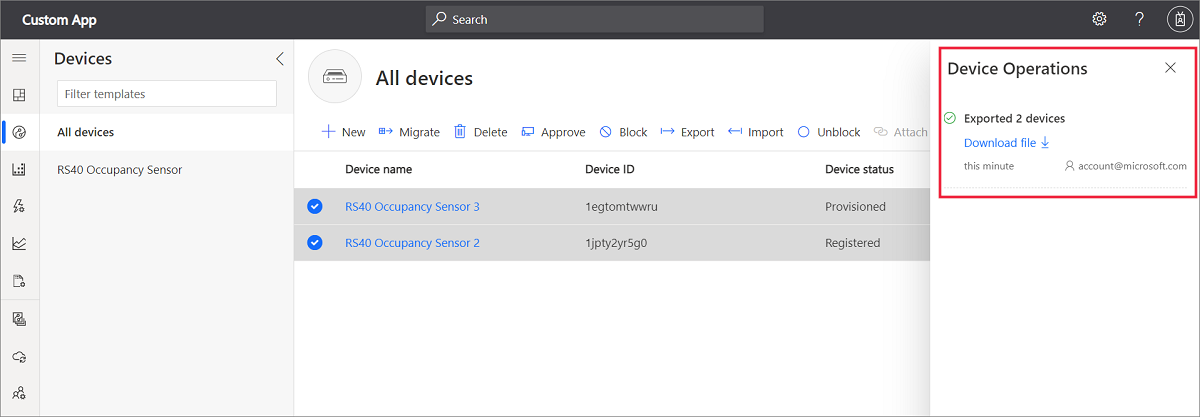 Custom App
Search
Devices
Filter templates
All devices
RS40 Occupancy Sensor
All devices
New Migrate Delete Approve Block Export Import Unblock Attach
Device name Device ID Device status
RS40 Occupancy Sensor 3 1egtomtwwru Provisioned
RS40 Occupancy Sensor 2 1jpty2yr5g0 Registered
Device Operations
Exported 2 devices
Download file
this minute account@microsoft.com